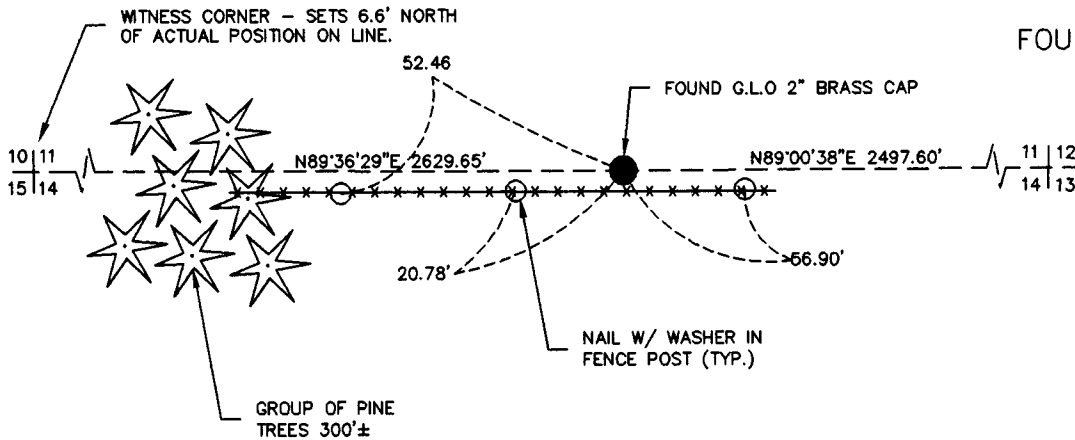 WITNESS CORNER – SETS 6.6' NORTH
OF ACTUAL POSITION ON LINE.
FOU
52.46
FOUND G.L.O 2" BRASS CAP
10 11
15 14
N89°36'29"E 2629.65'
N89°00'38"E 2497.60'
11 12
14 13
20.78'
56.90'
NAIL W/ WASHER IN
FENCE POST (TYP.)
GROUP OF PINE
TREES 300'±